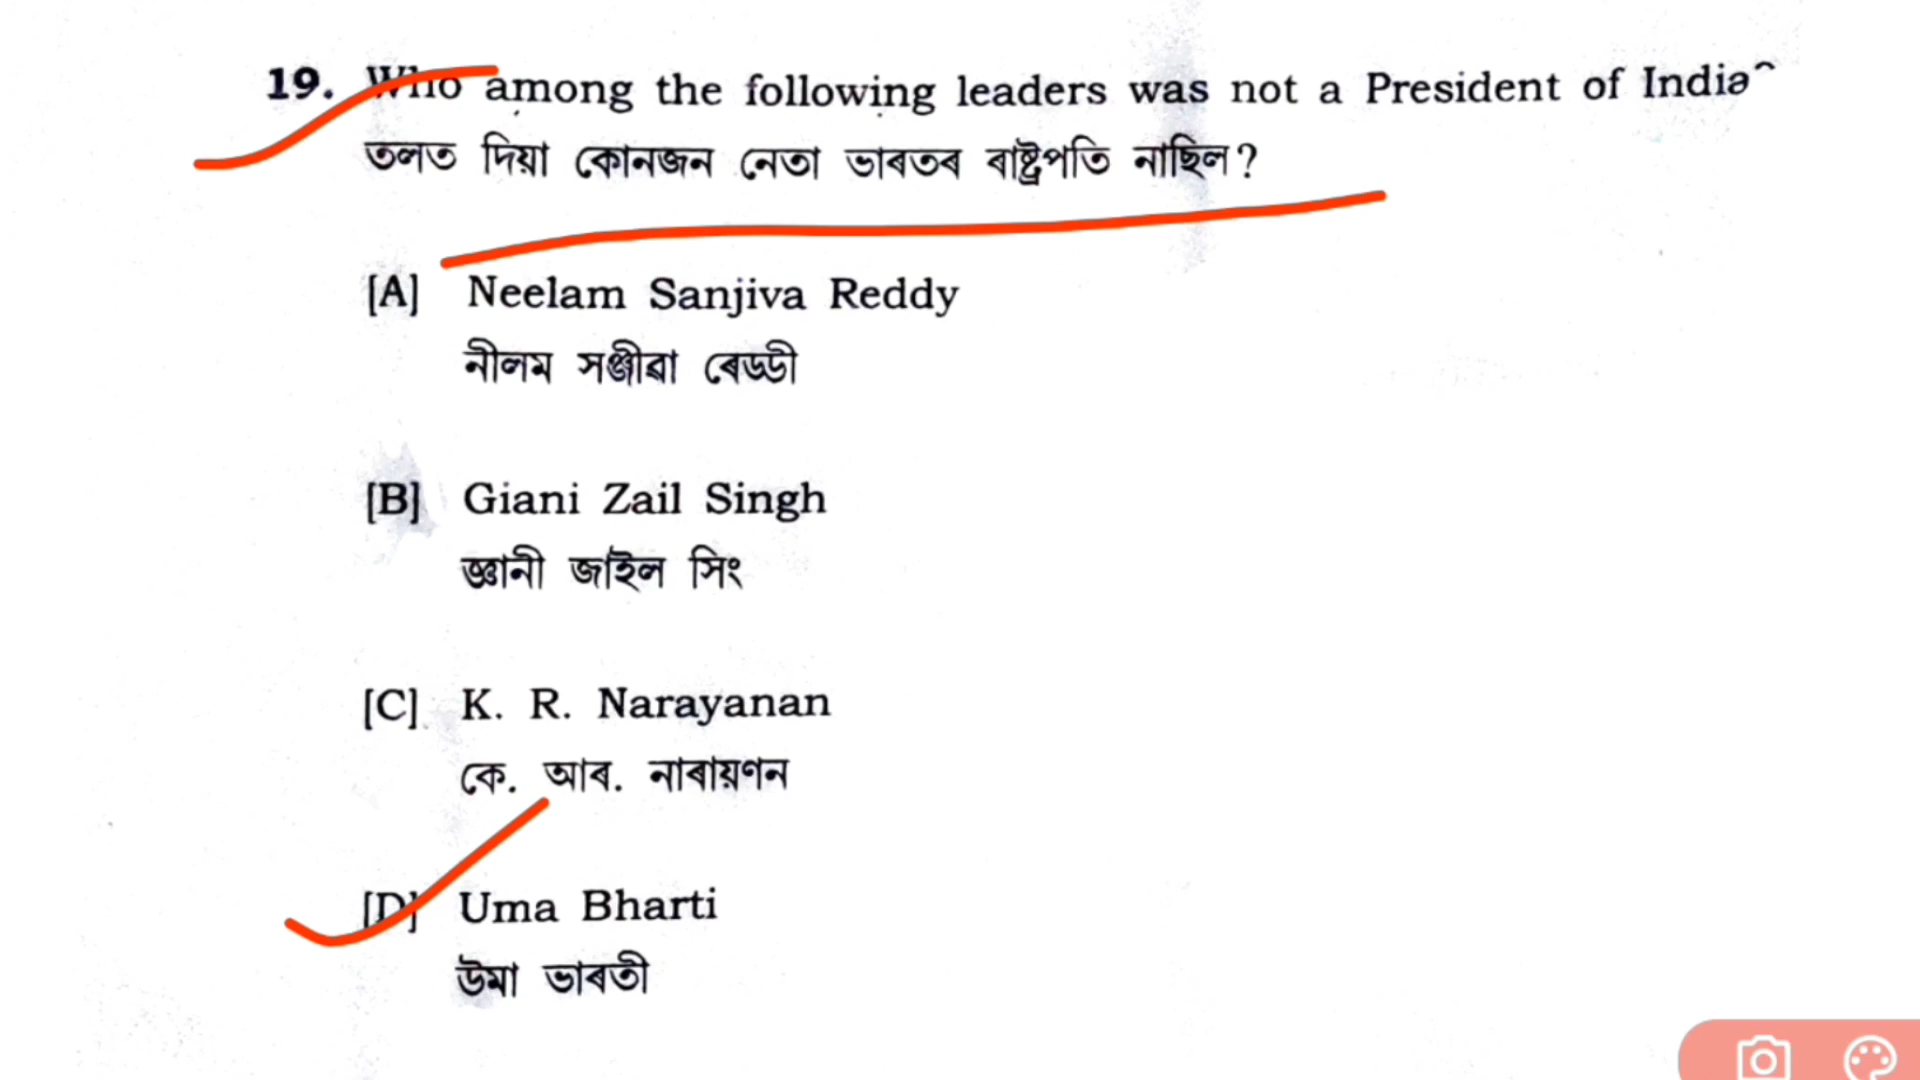 19. Who among the following leaders was not a President of India
তলত দিয়া কোনজন নেতা ভাৰতৰ ৰাষ্ট্ৰপতি নাছিল?
[A] Neelam Sanjiva Reddy
নীলম সঞ্জীৱা ৰেড্ডী
[B] Giani Zail Singh
জ্ঞানী জাইল সিং
[C] K. R. Narayanan
কে. আৰ. নাৰায়ণন
[D] Uma Bharti
উমা ভাৰতী